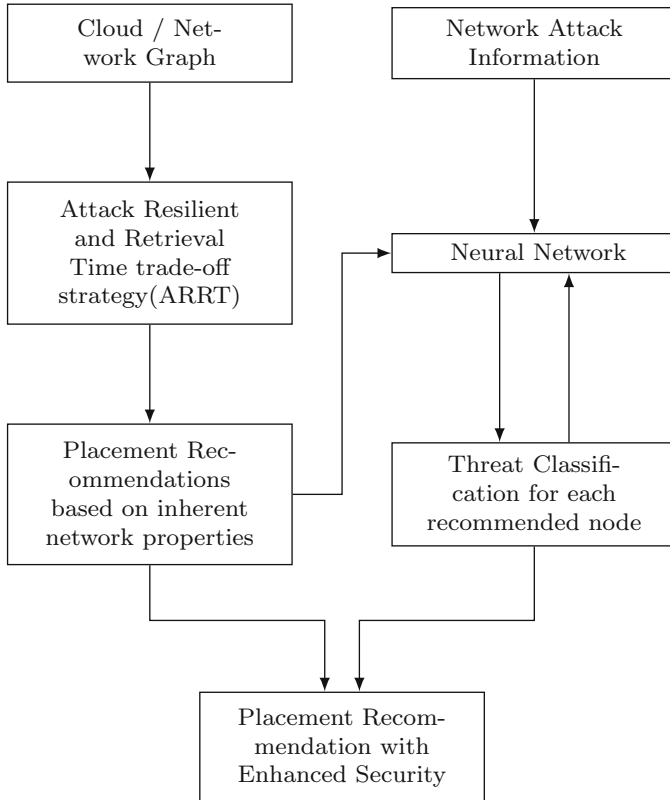 Cloud / Net-
work Graph
Network Attack
Information
Attack Resilient
and Retrieval
Time trade-off
strategy(ARRT)
Neural Network
Placement Rec-
ommendations
based on inherent
network properties
Threat Classifi-
cation for each
recommended node
Placement Recom-
mendation with
Enhanced Security